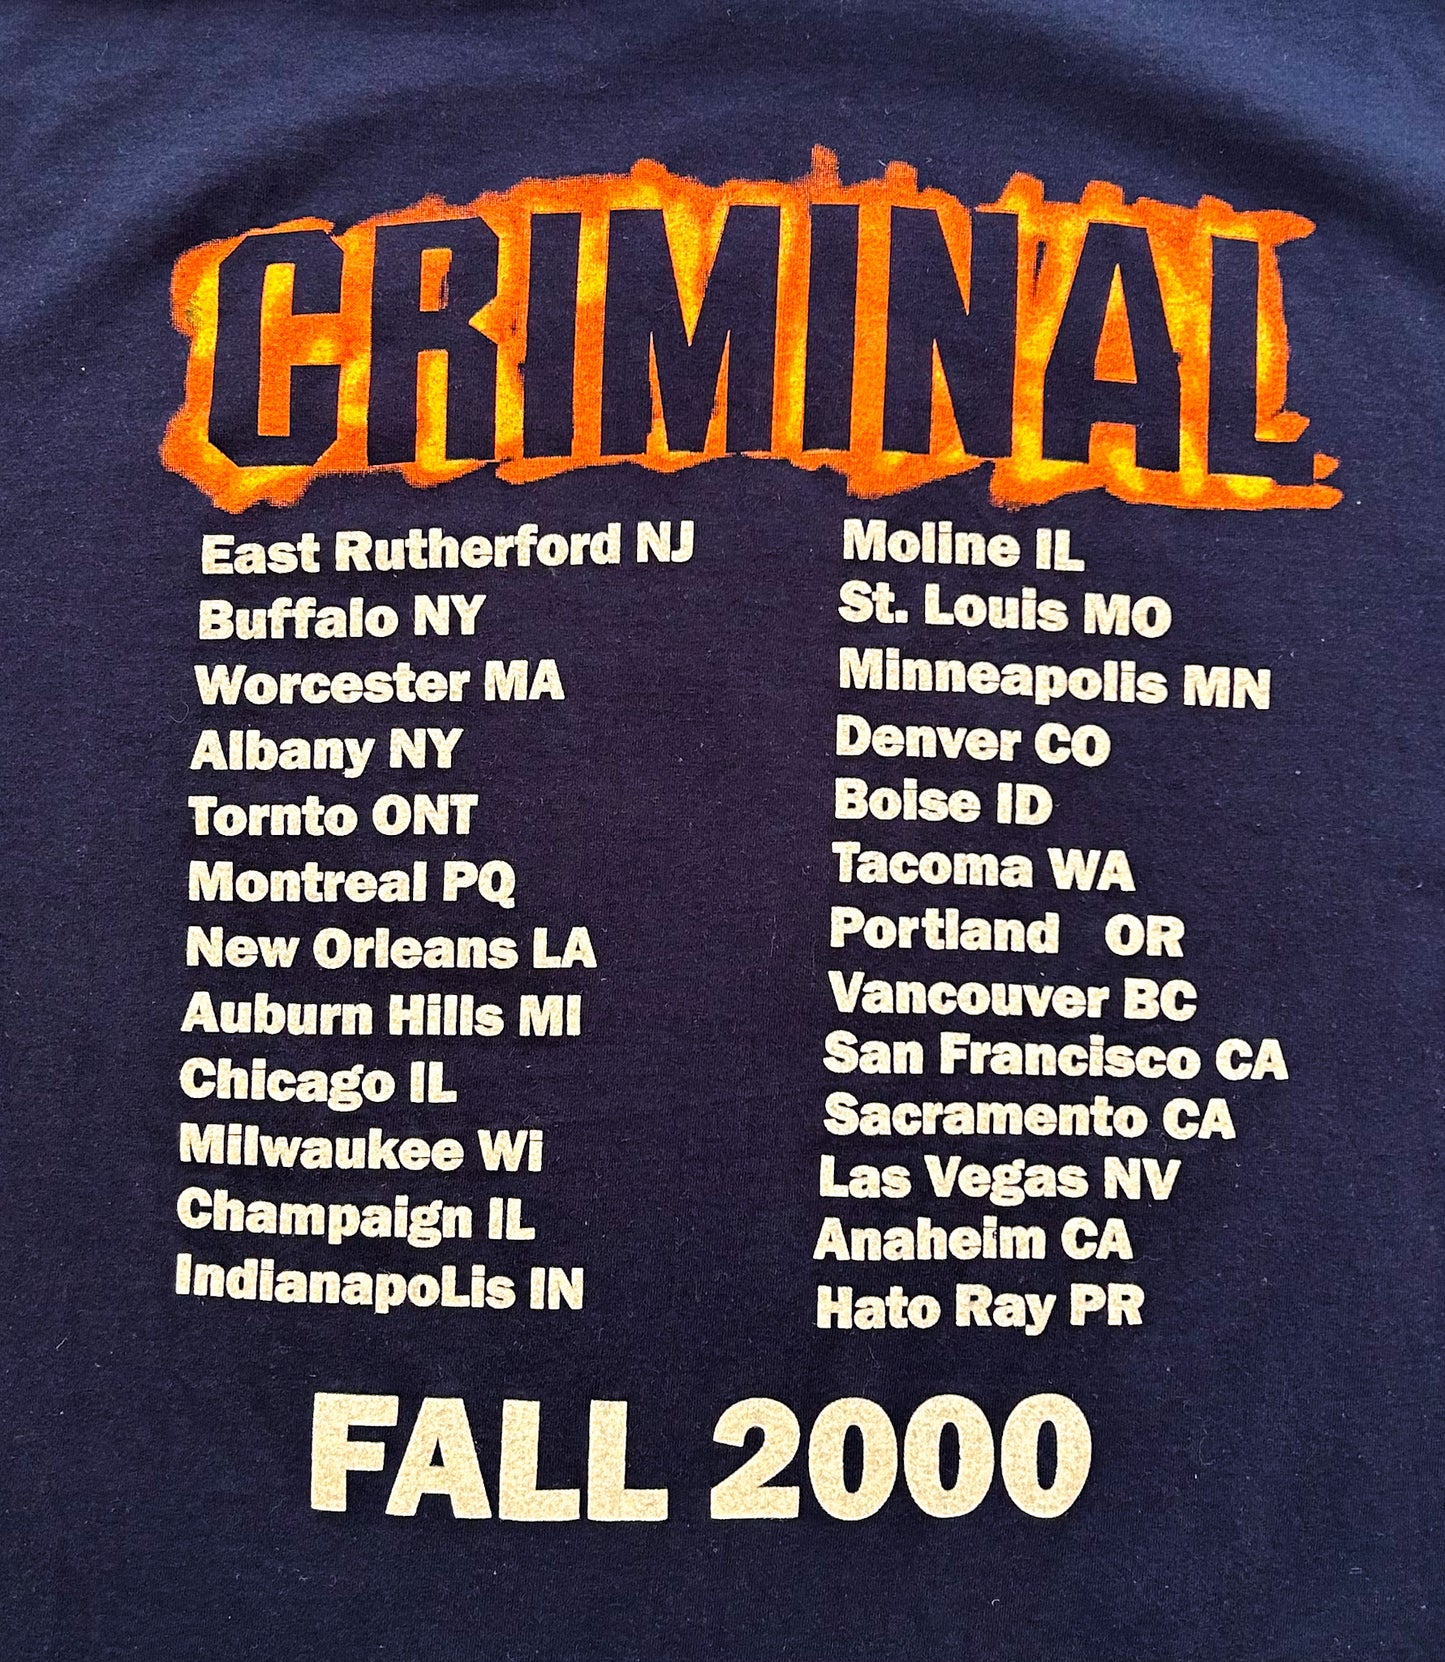 CRIMINAL
East Rutherford NJ
Buffalo NY
Worcester MA
Albany NY
Tornto ONT
Montreal PQ
New Orleans LA
Auburn Hills MI
Chicago IL
Milwaukee Wi
Champaign IL
IndianapoLis IN
Moline IL
St. Louis MO
Minneapolis MN
Denver CO
Boise ID
Tacoma WA
Portland OR
Vancouver BC
San Francisco CA
Sacramento CA
Las Vegas NV
Anaheim CA
Hato Ray PR
FALL 2000